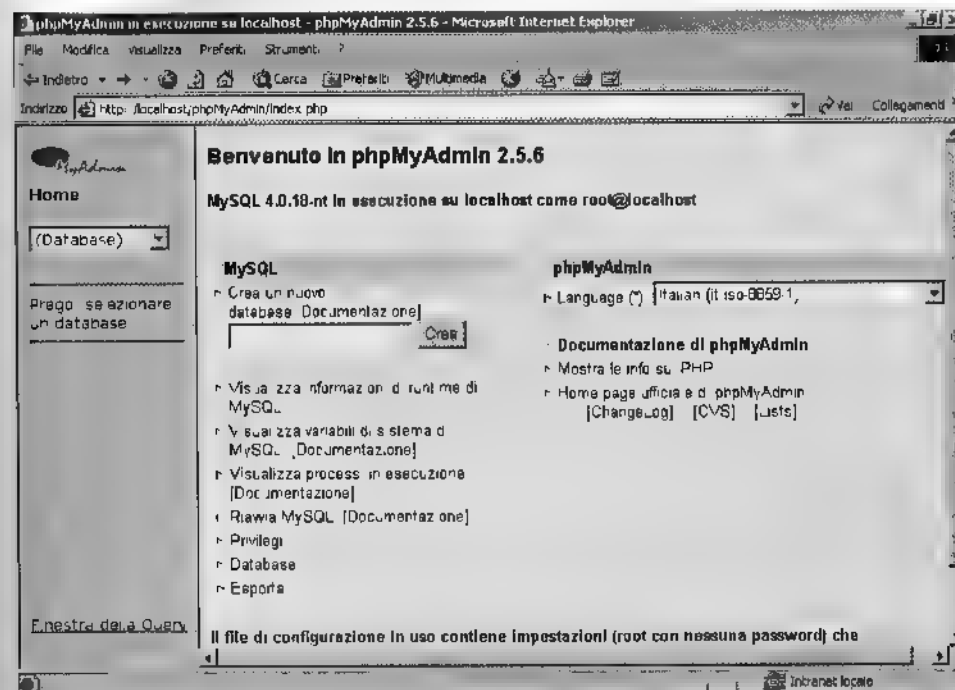 phpMyAdmin in esecuzione su localhost - phpMyAdmin 2.5.6 - Microsoft Internet Explorer
File Modifica Visualizza Preferiti Strumenti ?
Indietro Cerca Preferiti Multimedia
Indirizzo http://localhost/phpMyAdmin/index.php Vai Collegamenti
MyAdmin
Home
(Database)
Prego, selezionare
un database
Finestra della Query
Benvenuto in phpMyAdmin 2.5.6
MySQL 4.0.18-nt in esecuzione su localhost come root@localhost
MySQL
Crea un nuovo
database [Documentazione]
Crea
Visualizza informazioni di runtime di
MySQL
Visualizza variabili di sistema di
MySQL [Documentazione]
Visualizza processi in esecuzione
[Documentazione]
Riavvia MySQL [Documentazione]
Privilegi
Database
Esporta
phpMyAdmin
Language (*) Italian (it-iso-8859-1)
Documentazione di phpMyAdmin
Mostra le info su PHP
Home page ufficiale di phpMyAdmin
[ChangeLog] [CVS] [Lists]
Il file di configurazione in uso contiene impostazioni (root con nessuna password) che
Intranet locale